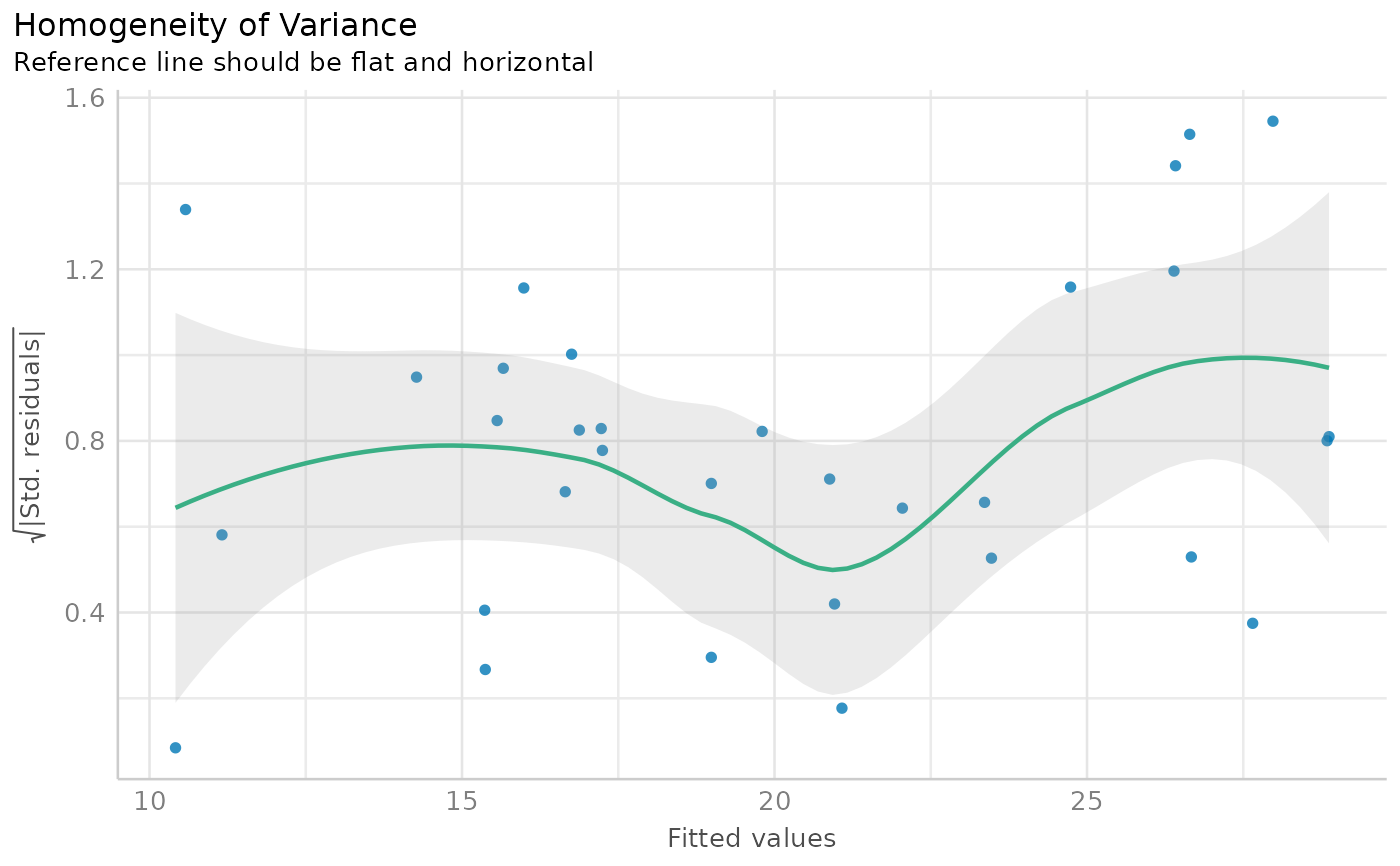 Homogeneity of Variance
Reference line should be flat and horizontal
1.6
1.2
0.8
0.4
√|Std. residuals|
10 15 20 25
Fitted values